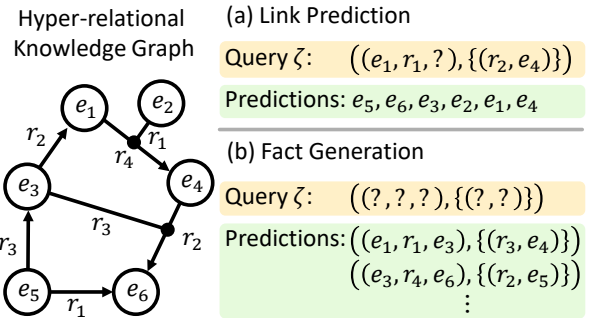 Hyper-relational
Knowledge Graph
e₁
e₂
r₂
r₁
r₄
e₃
e₄
r₃
r₂
r₃
e₅
r₁
e₆
(a) Link Prediction
Query ζ: ((e₁, r₁, ?), {(r₂, e₄)})
Predictions: e₅, e₆, e₃, e₂, e₁, e₄
(b) Fact Generation
Query ζ: ((?, ?, ?), {(?, ?)})
Predictions: ((e₁, r₁, e₃), {(r₃, e₄)})
((e₃, r₄, e₆), {(r₂, e₅)})
⋮